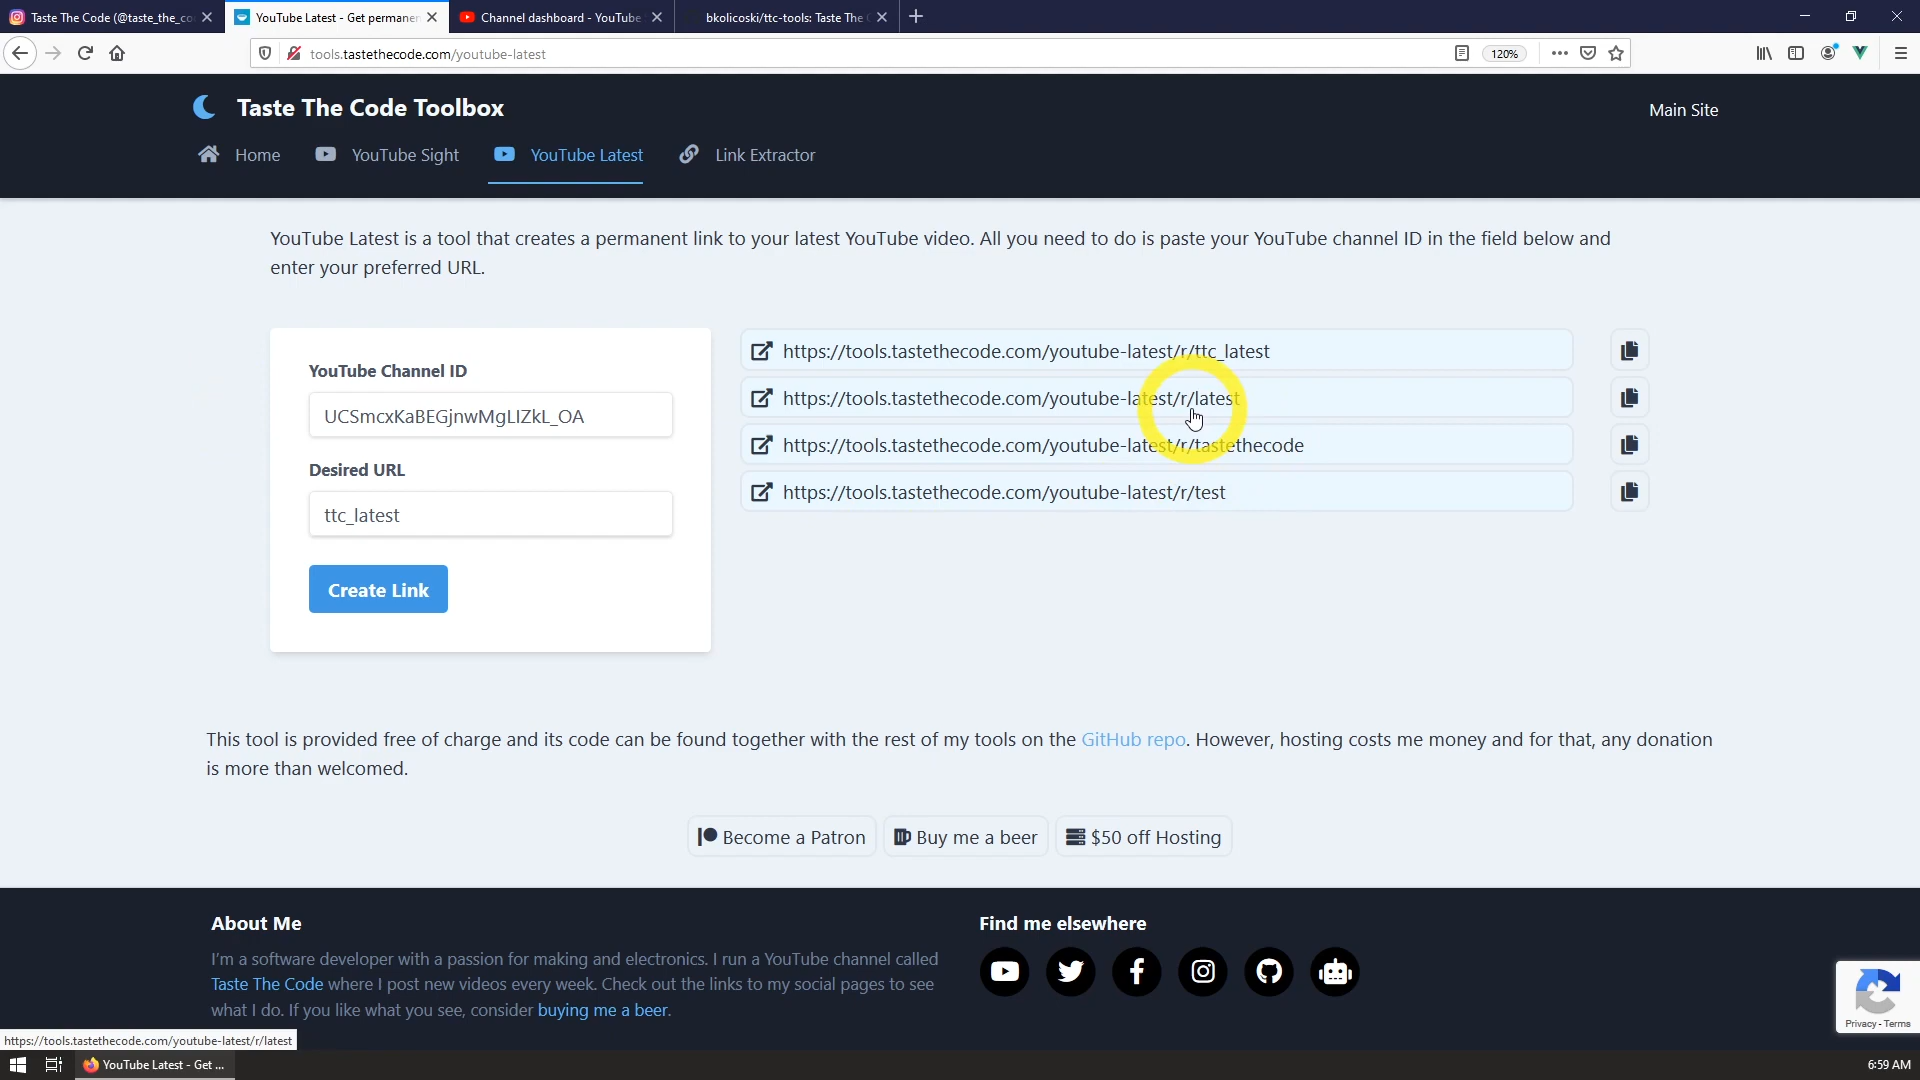 Taste The Code (@taste_the_co
YouTube Latest - Get permanen
Channel dashboard - YouTube
bkolicoski/ttc-tools: Taste The C
tools.tastethecode.com/youtube-latest
120%
Taste The Code Toolbox
Main Site
Home
YouTube Sight
YouTube Latest
Link Extractor
YouTube Latest is a tool that creates a permanent link to your latest YouTube video. All you need to do is paste your YouTube channel ID in the field below and
enter your preferred URL.
YouTube Channel ID
UCSmcxKaBEGjnwMgLIZkL_OA
Desired URL
ttc_latest
Create Link
https://tools.tastethecode.com/youtube-latest/r/ttc_latest
https://tools.tastethecode.com/youtube-latest/r/latest
https://tools.tastethecode.com/youtube-latest/r/tastethecode
https://tools.tastethecode.com/youtube-latest/r/test
This tool is provided free of charge and its code can be found together with the rest of my tools on the GitHub repo. However, hosting costs me money and for that, any donation
is more than welcomed.
Become a Patron
Buy me a beer
$50 off Hosting
About Me
I'm a software developer with a passion for making and electronics. I run a YouTube channel called
Taste The Code where I post new videos every week. Check out the links to my social pages to see
what I do. If you like what you see, consider buying me a beer.
Find me elsewhere
Privacy - Terms
https://tools.tastethecode.com/youtube-latest/r/latest
YouTube Latest - Get ...
6:59 AM